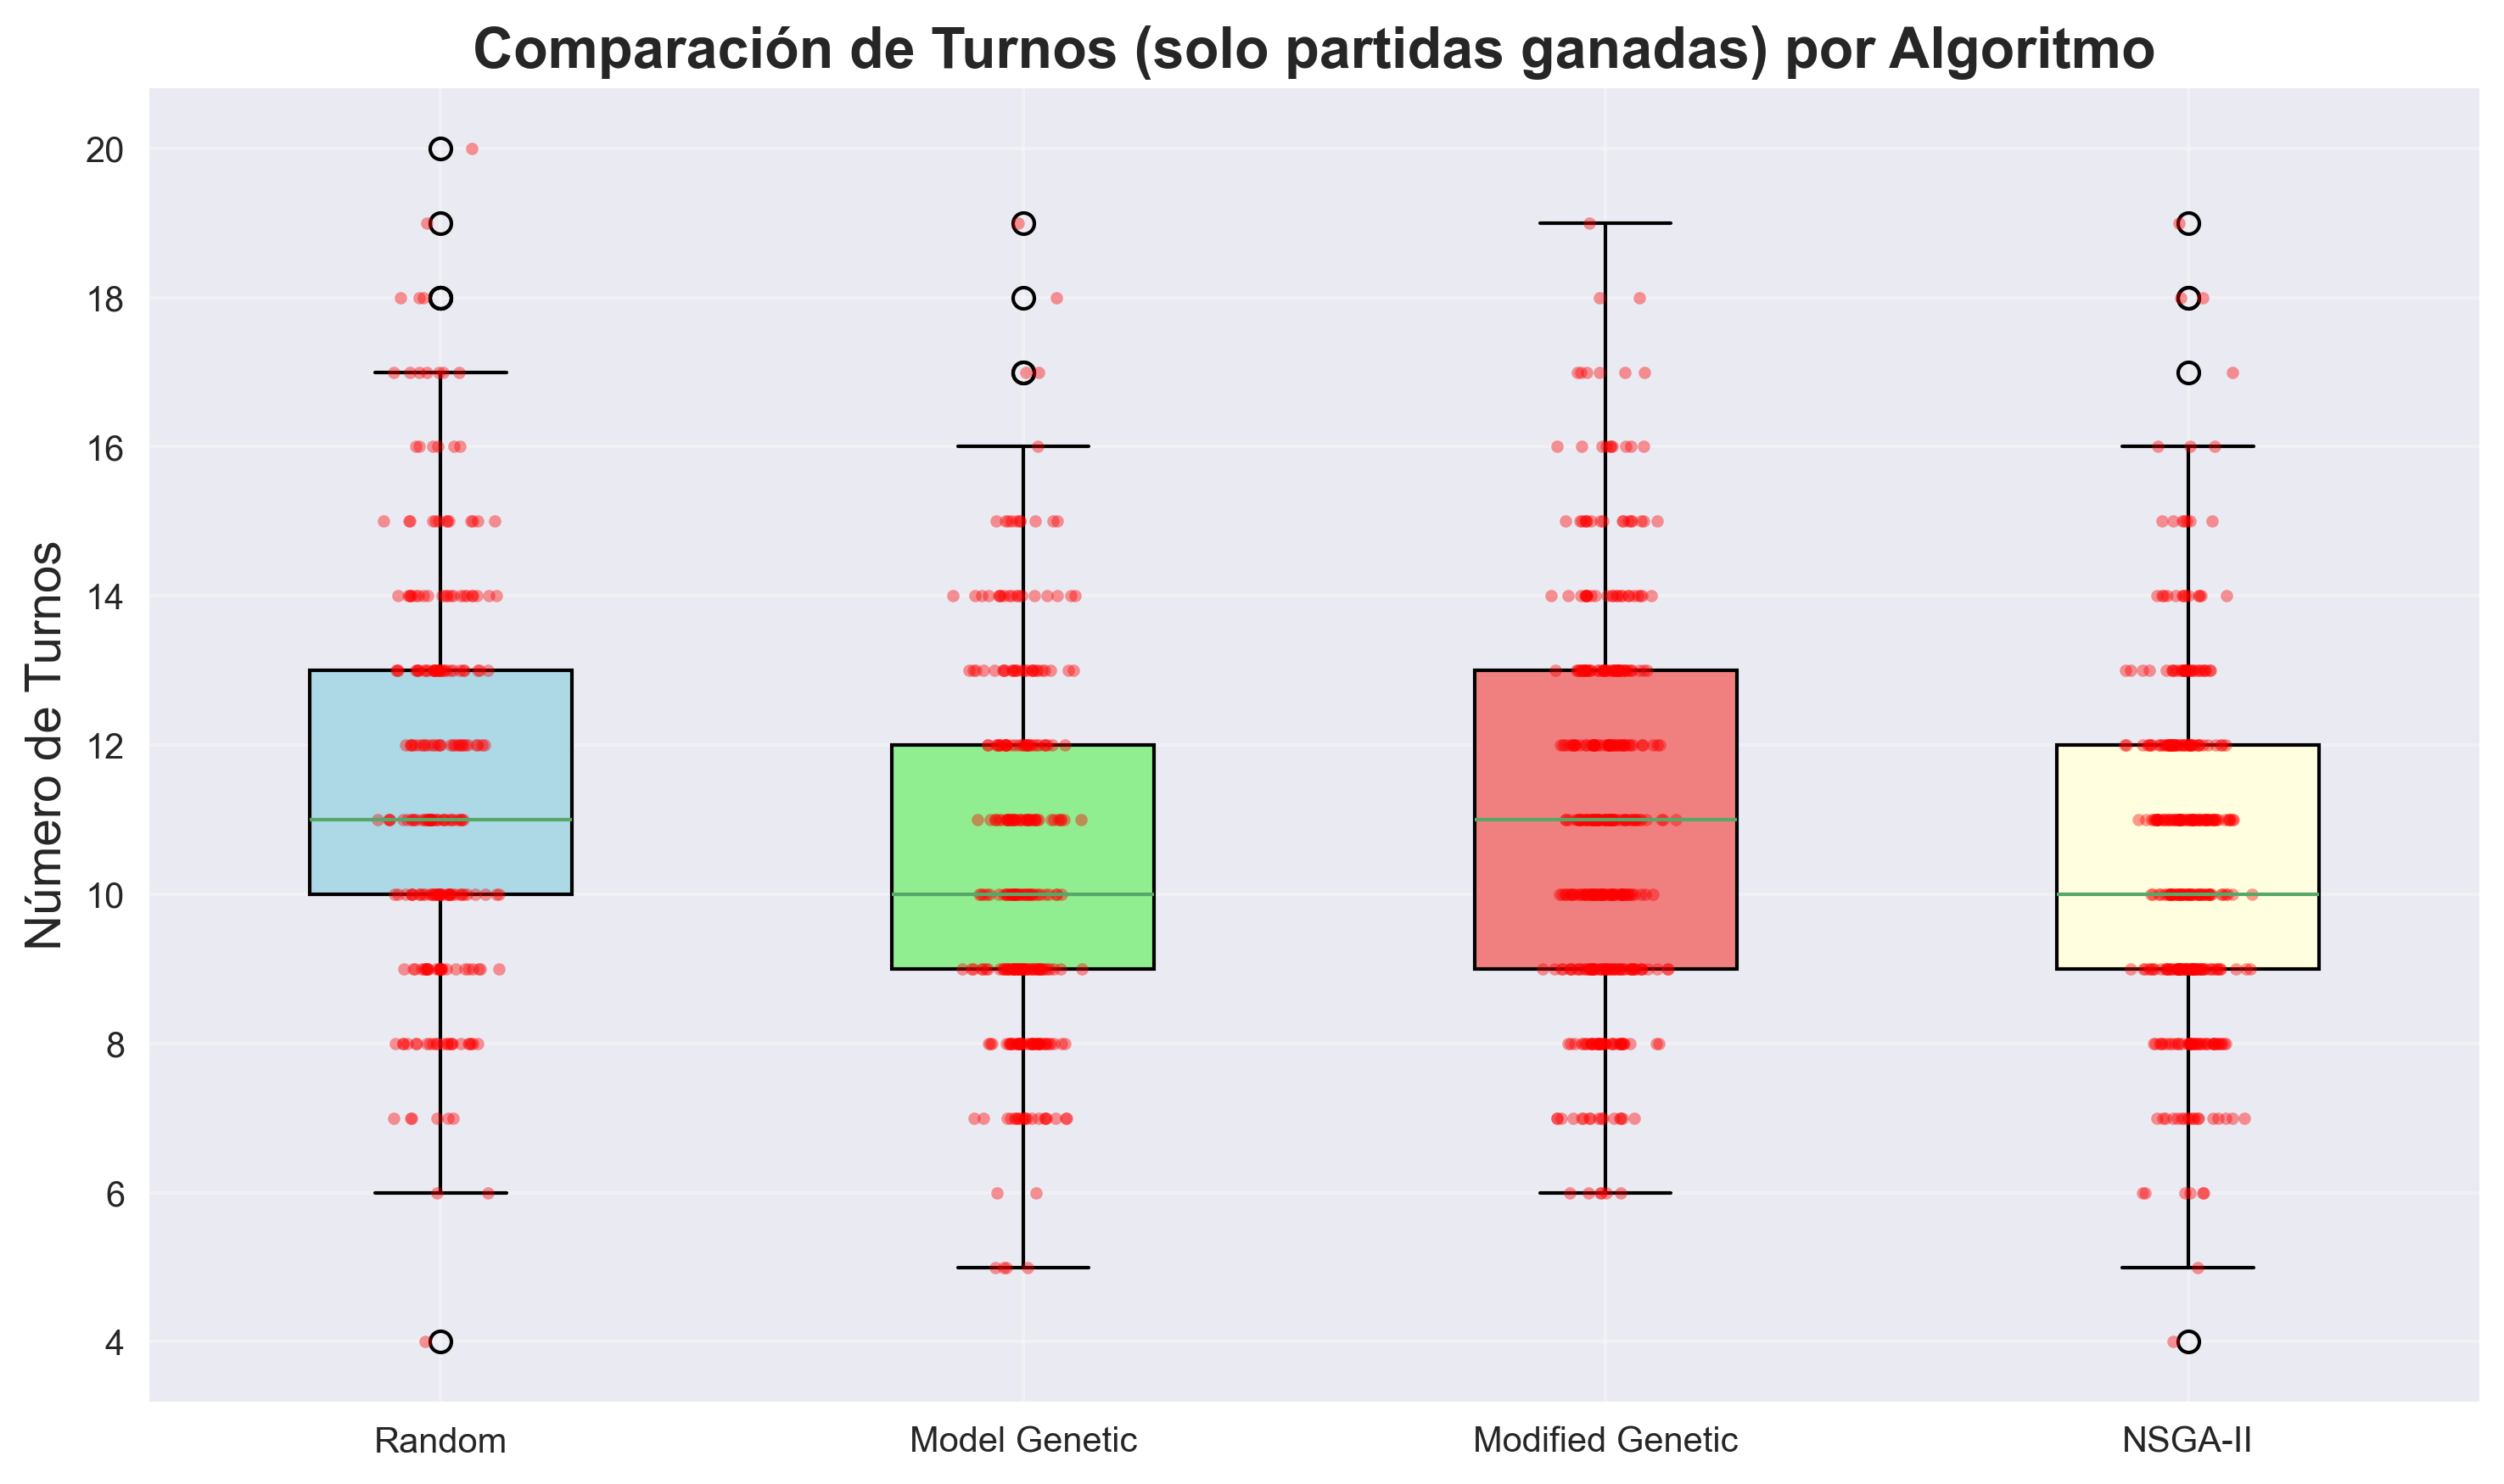 Comparación de Turnos (solo partidas ganadas) por Algoritmo
Número de Turnos
20
18
16
14
12
10
8
6
4
Random
Model Genetic
Modified Genetic
NSGA-II